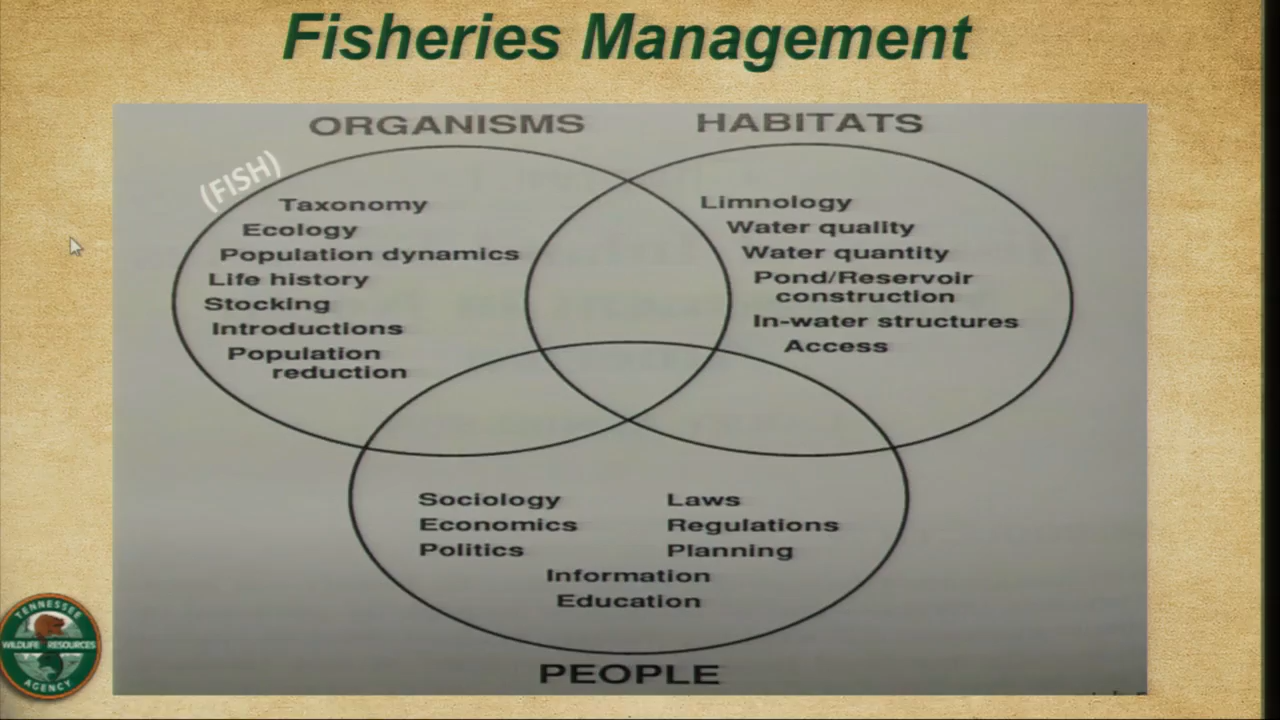 Fisheries Management
ORGANISMS
HABITATS
(FISH)
Taxonomy
Ecology
Population dynamics
Life history
Stocking
Introductions
Population
reduction
Limnology
Water quality
Water quantity
Pond/Reservoir
construction
In-water structures
Access
Sociology
Economics
Politics
Laws
Regulations
Planning
Information
Education
PEOPLE
TENNESSEE
WILDLIFE RESOURCES
AGENCY